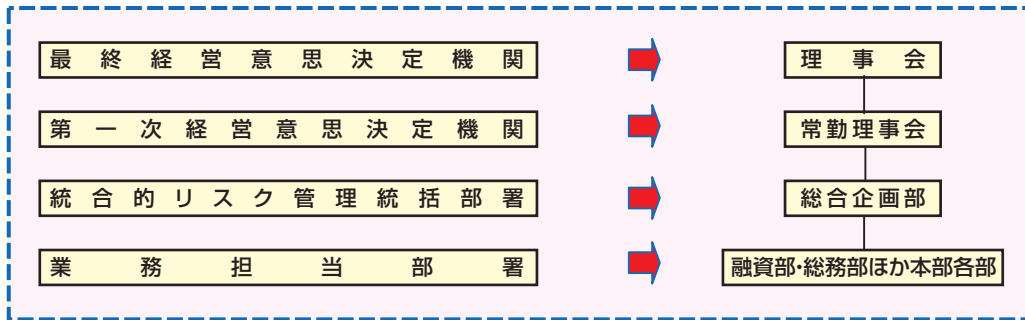 最終経営意思決定機関
理事会
第一次経営意思決定機関
常勤理事会
統合的リスク管理統括部署
総合企画部
業務担当部署
融資部・総務部ほか本部各部